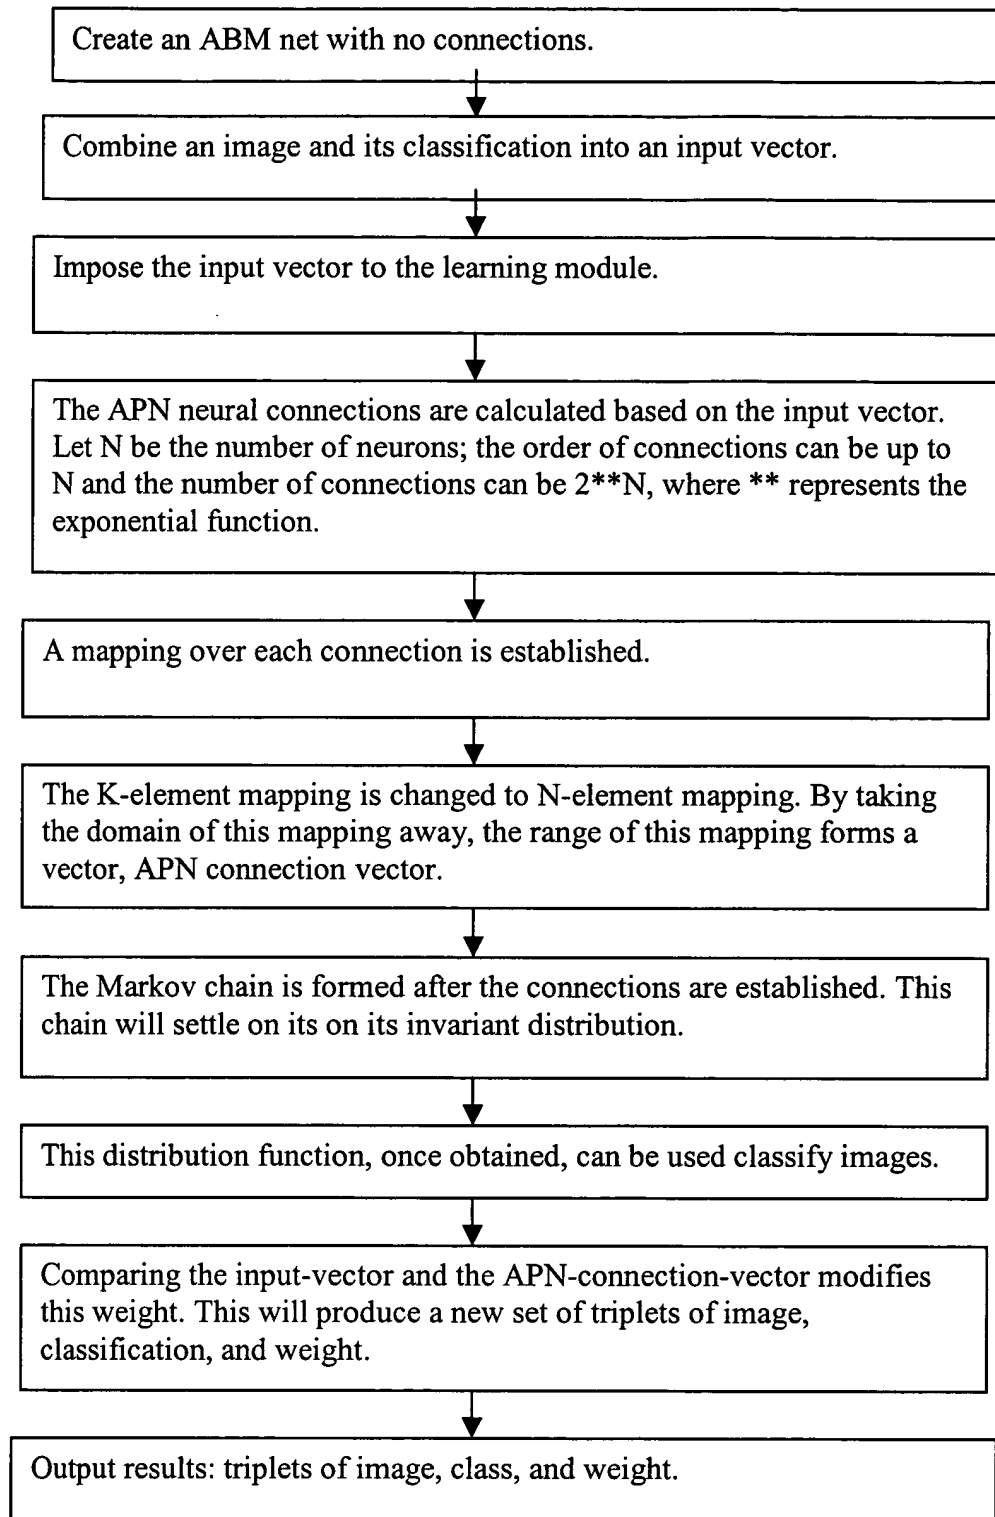 Create an ABM net with no connections.
Combine an image and its classification into an input vector.
Impose the input vector to the learning module.
The APN neural connections are calculated based on the input vector.
Let N be the number of neurons; the order of connections can be up to
N and the number of connections can be 2**N, where ** represents the
exponential function.
A mapping over each connection is established.
The K-element mapping is changed to N-element mapping. By taking
the domain of this mapping away, the range of this mapping forms a
vector, APN connection vector.
The Markov chain is formed after the connections are established. This
chain will settle on its on its invariant distribution.
This distribution function, once obtained, can be used classify images.
Comparing the input-vector and the APN-connection-vector modifies
this weight. This will produce a new set of triplets of image,
classification, and weight.
Output results: triplets of image, class, and weight.